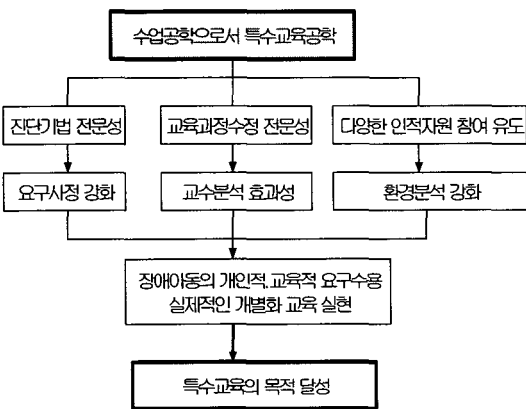 수업공학으로서 특수교육공학
진단기법 전문성
교육과정수정 전문성
다양한 인적자원 참여 유도
요구사정 강화
교수분석 효과성
환경분석 강화
장애아동의 개인적.교육적 요구수용
실제적인 개별화 교육 실현
특수교육의 목적 달성